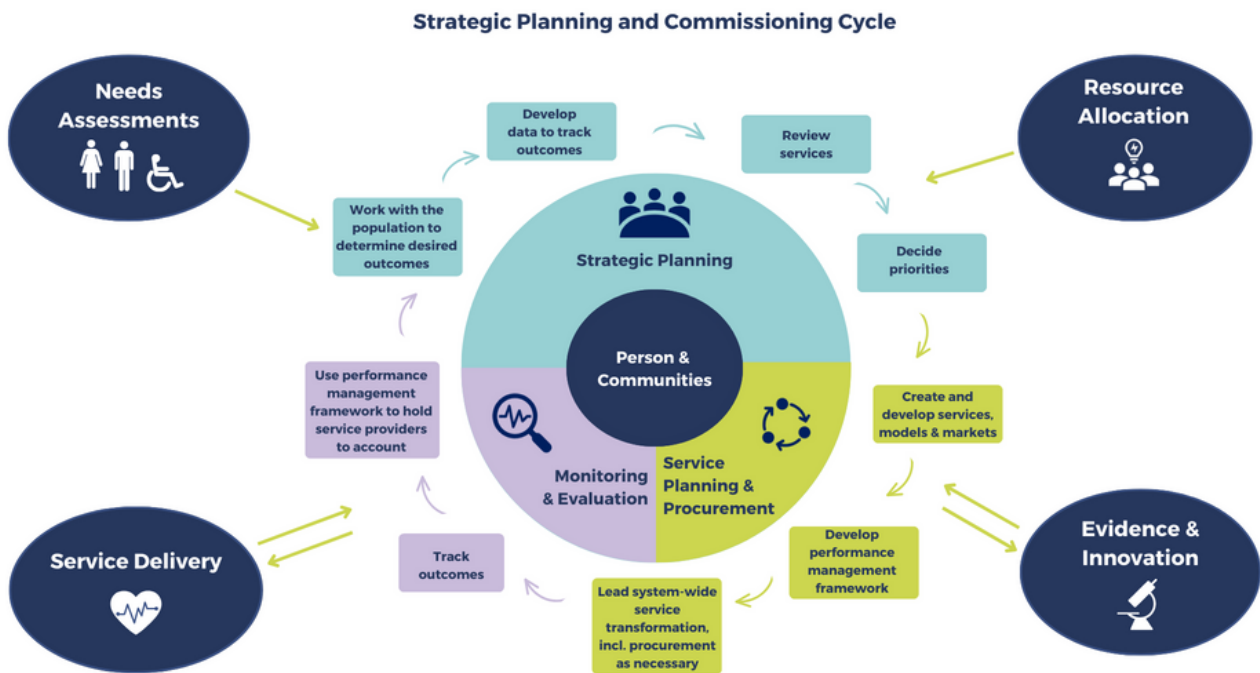 Strategic Planning and Commissioning Cycle
Needs
Assessments
Resource
Allocation
Develop
data to track
outcomes
Review
services
Work with the
population to
determine desired
outcomes
Decide
priorities
Strategic Planning
Person &
Communities
Use performance
management
framework to hold
service providers
to account
Create and
develop services,
models & markets
Monitoring
& Evaluation
Service
Planning &
Procurement
Service Delivery
Track
outcomes
Develop
performance
management
framework
Evidence &
Innovation
Lead system-wide
service
transformation,
incl. procurement
as necessary